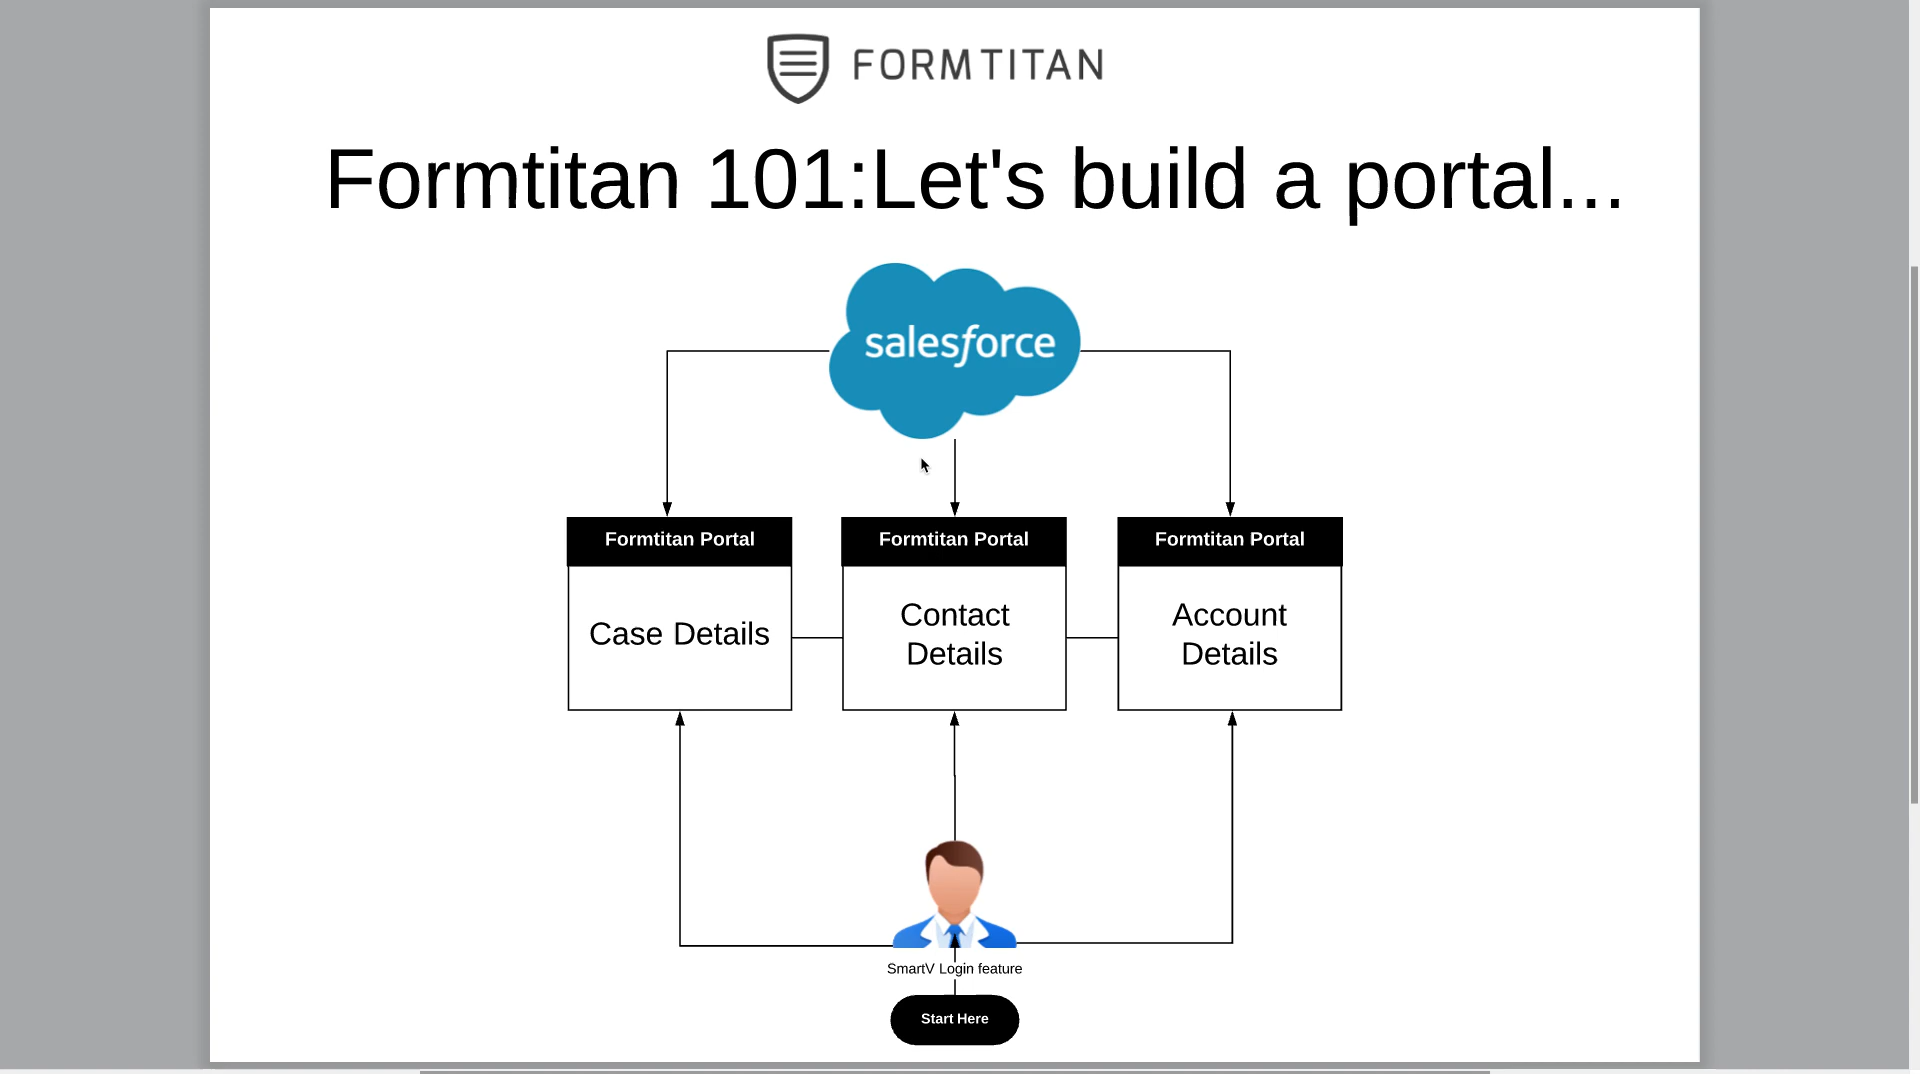 FORMTITAN
Formtitan 101:Let's build a portal...
salesforce
Formtitan Portal
Case Details
Formtitan Portal
Contact
Details
Formtitan Portal
Account
Details
SmartV Login feature
Start Here